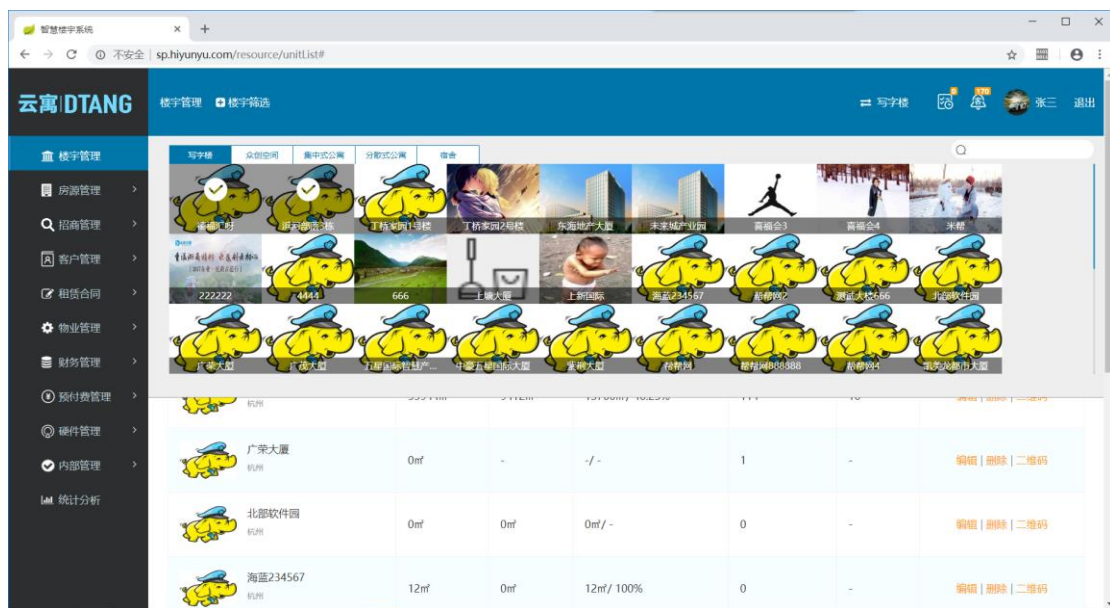 智慧楼宇系统
不安全 | sp.hiyunyu.com/resource/unitList#
云寓 DTANG
楼宇管理 楼宇筛选
写字楼
0
170
张三 退出
楼宇管理
房源管理
招商管理
客户管理
租赁合同
物业管理
财务管理
预付费管理
硬件管理
内部管理
统计分析
写字楼 众创空间 集中式公寓 分散式公寓 宿舍
丁桥家园1号楼 丁桥家园2号楼 东海地产大厦 未来城产业园 喜福会3 喜福会4 米帮
222222 4444 666 上塘大厦 上新国际 海蓝234567 帮帮网2 测试大楼666 北部软件园
广荣大厦 广茂大厦 五星国际智慧产... 中豪五星国际大厦 紫荆大厦 帮帮网 帮帮网888888 帮帮网4
杭州
广荣大厦
杭州
0㎡ - -/ - 1 - 编辑 | 删除 | 二维码
北部软件园
杭州
0㎡ 0㎡ 0㎡/ - 0 - 编辑 | 删除 | 二维码
海蓝234567
杭州
12㎡ 0㎡ 12㎡/ 100% 0 - 编辑 | 删除 | 二维码